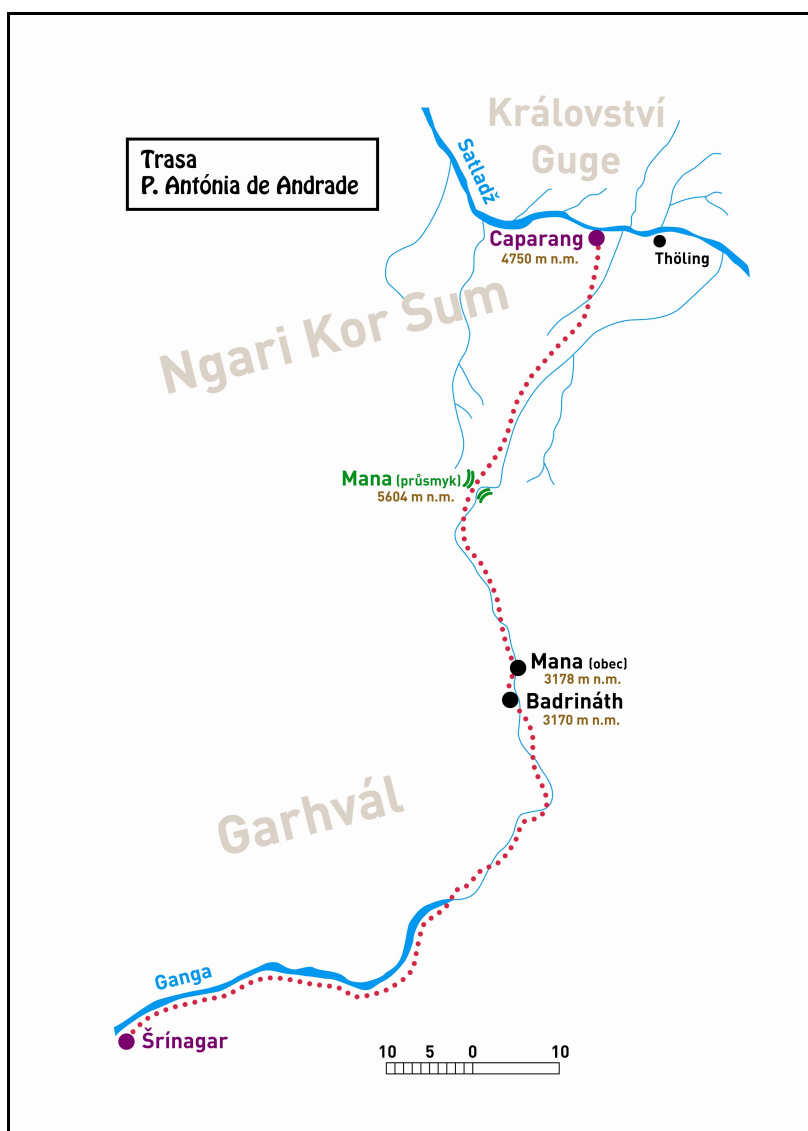 Království
Guge
Trasa
P. Antónia de Andrade
Satladž
Caparang
4750 m n.m.
Thöling
Ngari Kor Sum
Mana (průsmyk)
5604 m n.m.
Mana (obec)
3178 m n.m.
Badrináth
3170 m n.m.
Garhvál
Ganga
Šrínagar
10 5 0 10